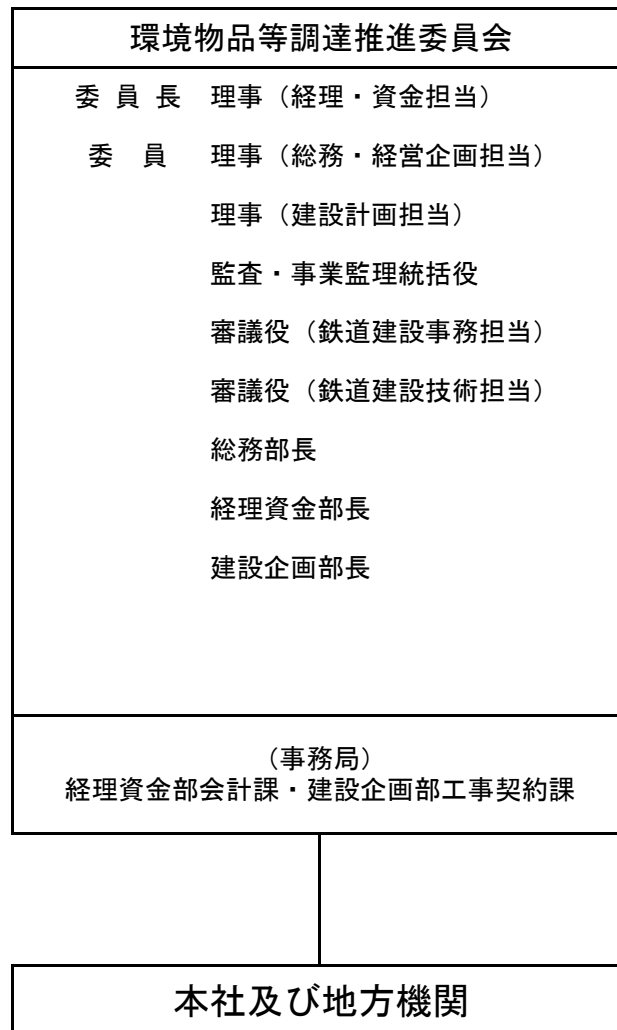 環境物品等調達推進委員会
委員長 理事（経理・資金担当）
委員 理事（総務・経営企画担当）
理事（建設計画担当）
監査・事業監理統括役
審議役（鉄道建設事務担当）
審議役（鉄道建設技術担当）
総務部長
経理資金部長
建設企画部長
（事務局）
経理資金部会計課・建設企画部工事契約課
本社及び地方機関